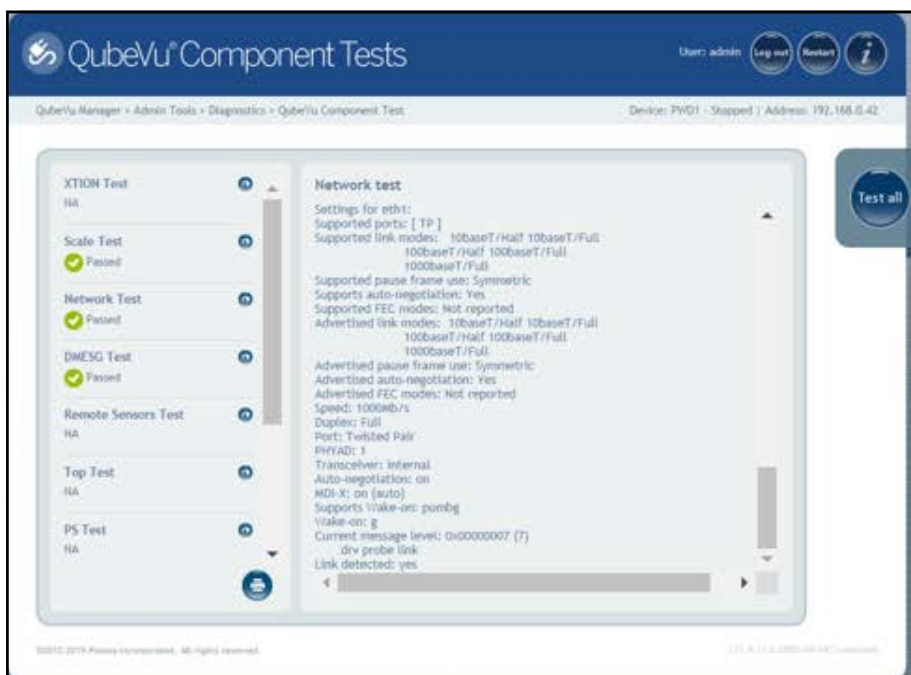 QubeVu® Component Tests
User: admin
Log out
Restart
i
QubeVu Manager > Admin Tools > Diagnostics > QubeVu Component Test
Device: PWD1 - Stopped | Address: 192.168.0.42
XTION Test
NA
Scale Test
Passed
Network Test
Passed
DMESG Test
Passed
Remote Sensors Test
NA
Top Test
NA
PS Test
NA
Network test
Settings for eth1:
Supported ports: [ TP ]
Supported link modes: 10baseT/Half 10baseT/Full
100baseT/Half 100baseT/Full
1000baseT/Full
Supported pause frame use: Symmetric
Supports auto-negotiation: Yes
Supported FEC modes: Not reported
Advertised link modes: 10baseT/Half 10baseT/Full
100baseT/Half 100baseT/Full
1000baseT/Full
Advertised pause frame use: Symmetric
Advertised auto-negotiation: Yes
Advertised FEC modes: Not reported
Speed: 1000Mb/s
Duplex: Full
Port: Twisted Pair
PHYAD: 1
Transceiver: internal
Auto-negotiation: on
MDI-X: on (auto)
Supports Wake-on: pumbg
Wake-on: g
Current message level: 0x00000007 (7)
drv probe link
Link detected: yes
Test all
All rights reserved.